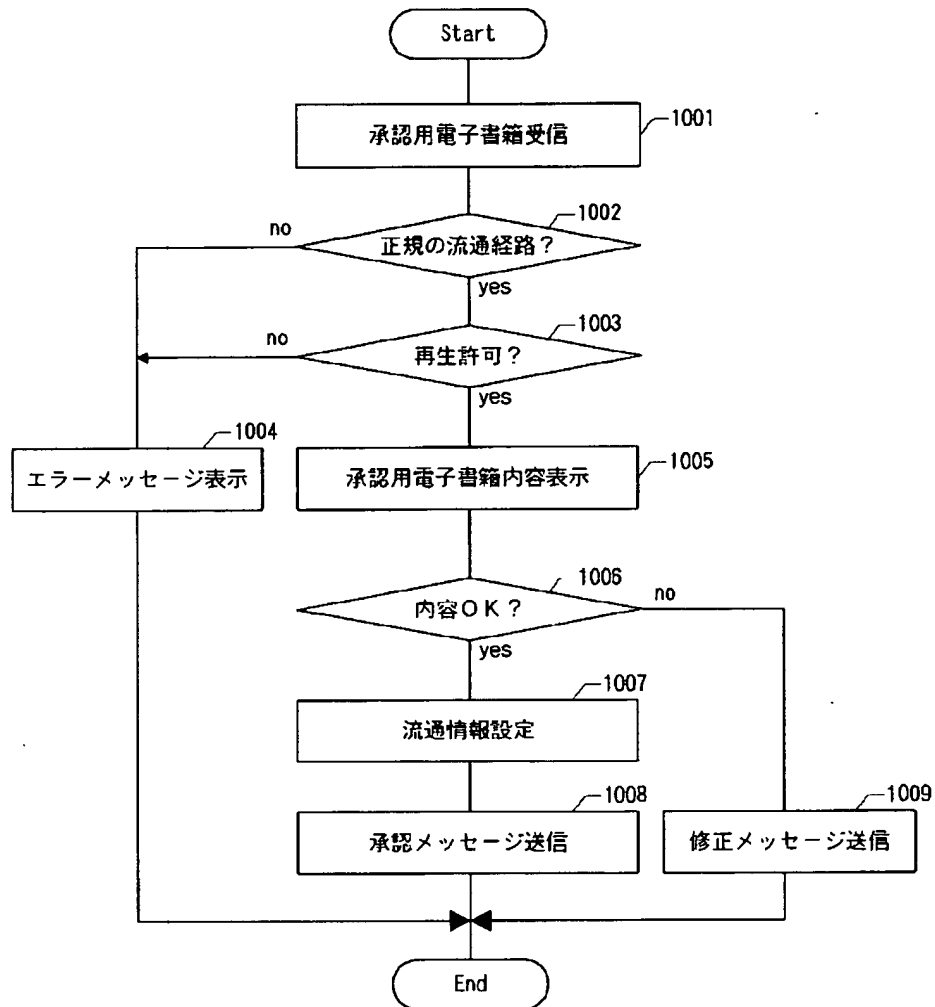 Start
承認用電子書籍受信
1001
1002
no
正規の流通経路？
yes
1003
no
再生許可？
yes
1004
エラーメッセージ表示
1005
承認用電子書籍内容表示
1006
no
内容ＯＫ？
yes
1007
流通情報設定
1008
承認メッセージ送信
1009
修正メッセージ送信
End